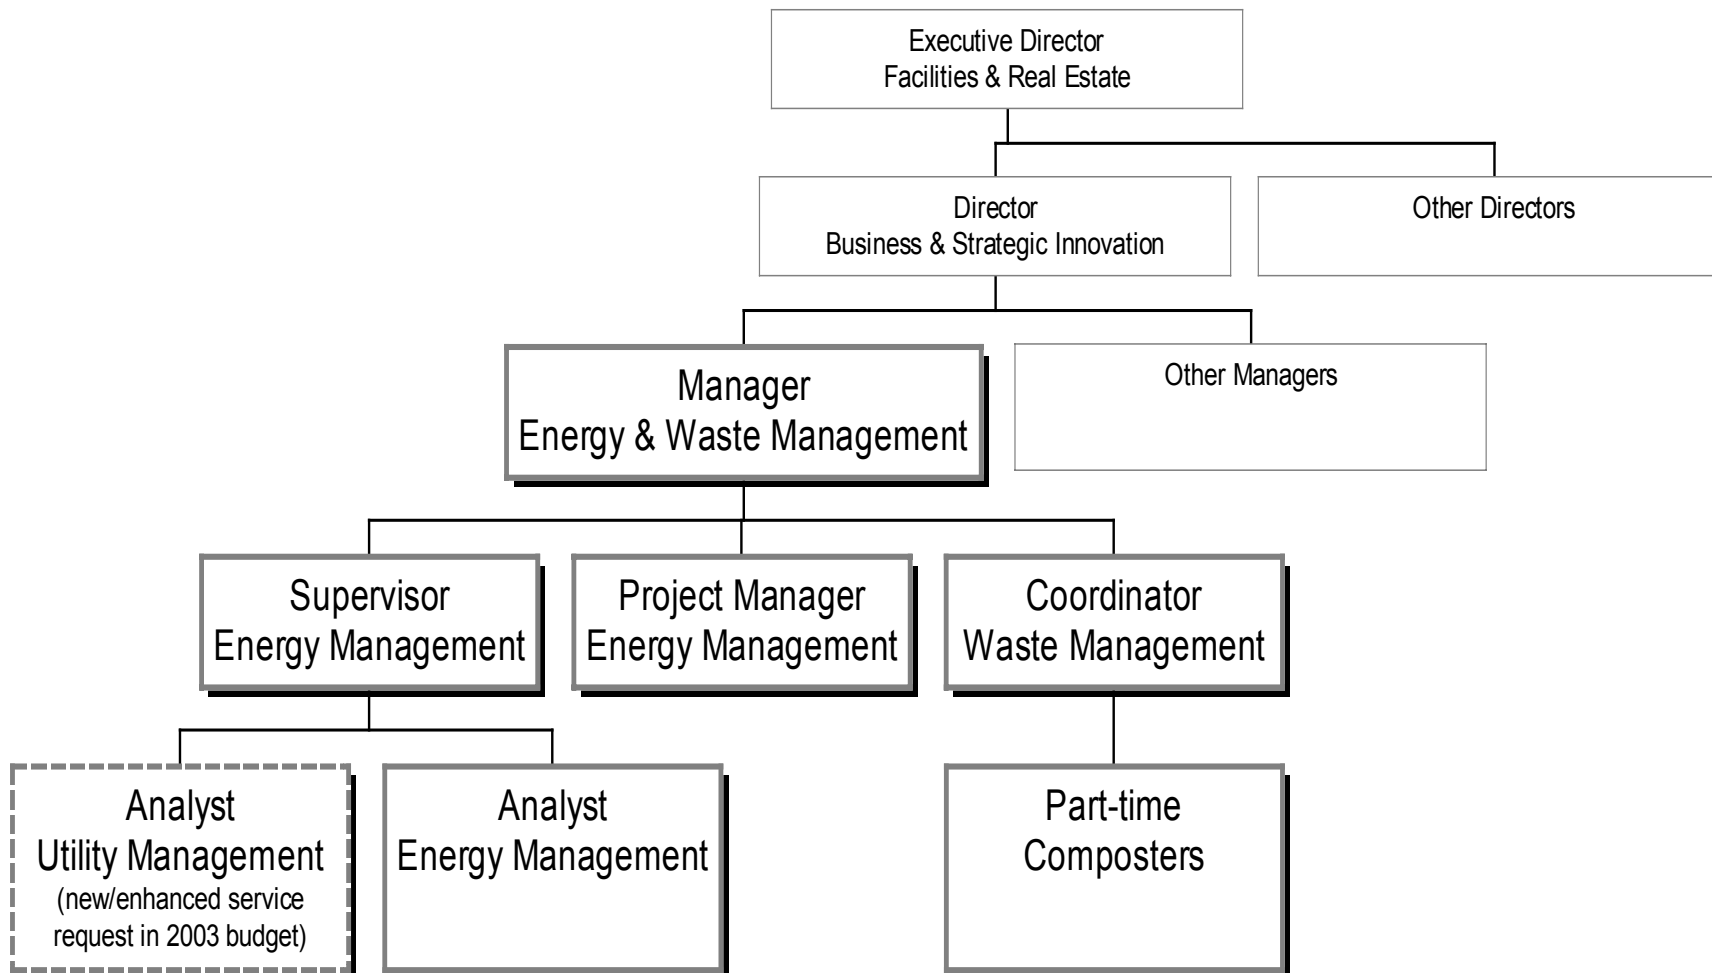 Executive Director
Facilities & Real Estate
Director
Business & Strategic Innovation
Other Directors
Manager
Energy & Waste Management
Other Managers
Supervisor
Energy Management
Project Manager
Energy Management
Coordinator
Waste Management
Analyst
Utility Management
(new/enhanced service
request in 2003 budget)
Analyst
Energy Management
Part-time
Composters